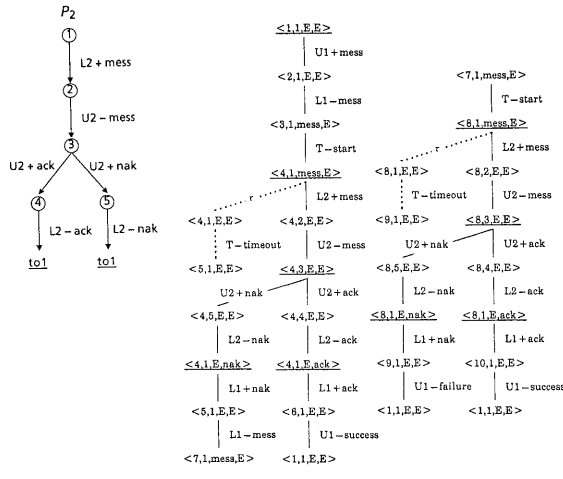 P2
1
L2+mess
2
U2−mess
3
U2+ack U2+nak
4 5
L2−ack L2−nak
to1 to1
<1,1,E,E>
U1+mess
<2,1,E,E>
L1−mess
<3,1,mess,E>
T−start
<4,1,mess,E>
τ L2+mess
<4,1,E,E> <4,2,E,E>
T−timeout U2−mess
<5,1,E,E> <4,3,E,E>
U2+nak U2+ack
<4,5,E,E> <4,4,E,E>
L2−nak L2−ack
<4,1,E,nak> <4,1,E,ack>
L1+nak L1+ack
<5,1,E,E> <6,1,E,E>
L1−mess U1−success
<7,1,mess,E> <1,1,E,E>
<7,1,mess,E>
T−start
<8,1,mess,E>
τ L2+mess
<8,1,E,E> <8,2,E,E>
T−timeout U2−mess
<9,1,E,E> <8,3,E,E>
U2+nak U2+ack
<8,5,E,E> <8,4,E,E>
L2−nak L2−ack
<8,1,E,nak> <8,1,E,ack>
L1+nak L1+ack
<9,1,E,E> <10,1,E,E>
U1−failure U1−success
<1,1,E,E> <1,1,E,E>